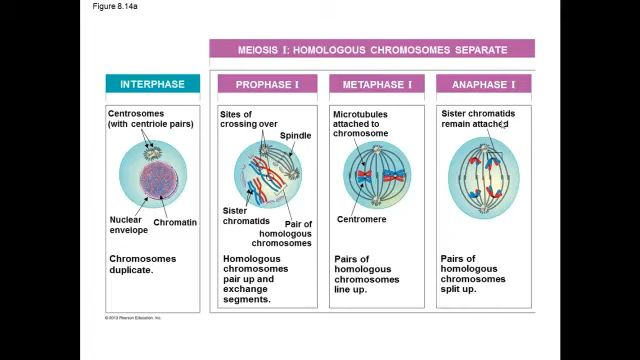 Figure 8.14a
MEIOSIS I: HOMOLOGOUS CHROMOSOMES SEPARATE
INTERPHASE
PROPHASE I
METAPHASE I
ANAPHASE I
Centrosomes
(with centriole pairs)
Nuclear
envelope
Chromatin
Chromosomes
duplicate.
Sites of
crossing over
Spindle
Sister
chromatids
Pair of
homologous
chromosomes
Homologous
chromosomes
pair up and
exchange
segments.
Microtubules
attached to
chromosome
Centromere
Pairs of
homologous
chromosomes
line up.
Sister chromatids
remain attached
Pairs of
homologous
chromosomes
split up.
© 2013 Pearson Education, Inc.